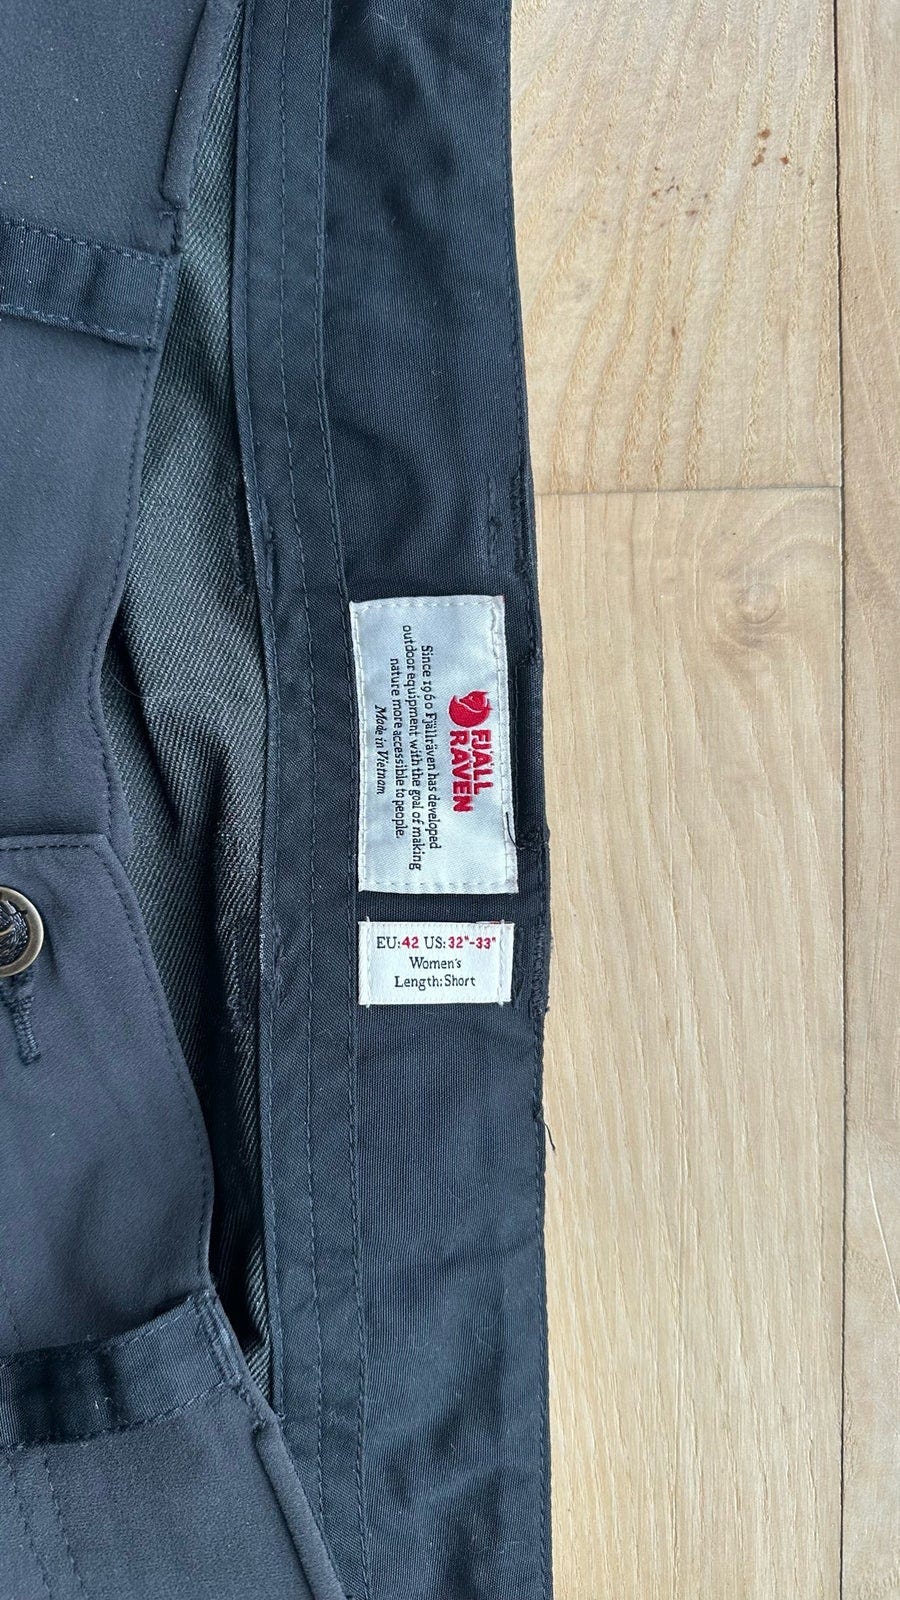 FJÄLL
RÄVEN
Since 1960 Fjällräven has developed
outdoor equipment with the goal of making
nature more accessible to people.
Made in Vietnam
EU:42 US:32"-33"
Women's
Length:Short